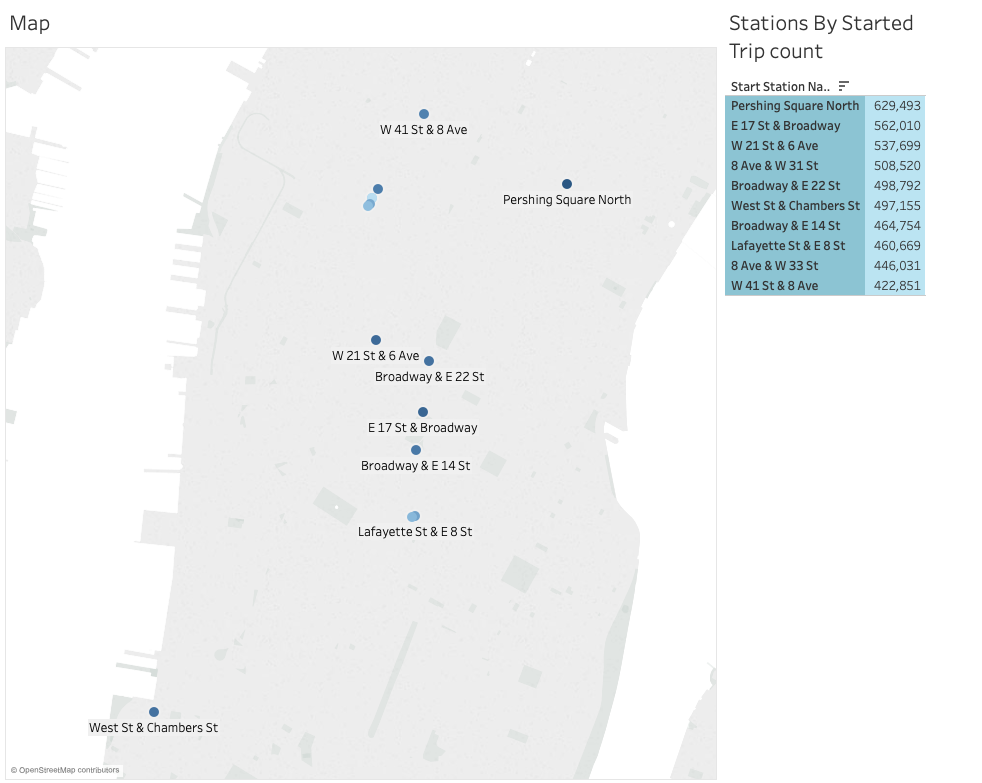 Map
Stations By Started
Trip count
Start Station Na..
Pershing Square North 629,493
E 17 St & Broadway 562,010
W 21 St & 6 Ave 537,699
8 Ave & W 31 St 508,520
Broadway & E 22 St 498,792
West St & Chambers St 497,155
Broadway & E 14 St 464,754
Lafayette St & E 8 St 460,669
8 Ave & W 33 St 446,031
W 41 St & 8 Ave 422,851
W 41 St & 8 Ave
Pershing Square North
W 21 St & 6 Ave
Broadway & E 22 St
E 17 St & Broadway
Broadway & E 14 St
Lafayette St & E 8 St
West St & Chambers St
© OpenStreetMap contributors